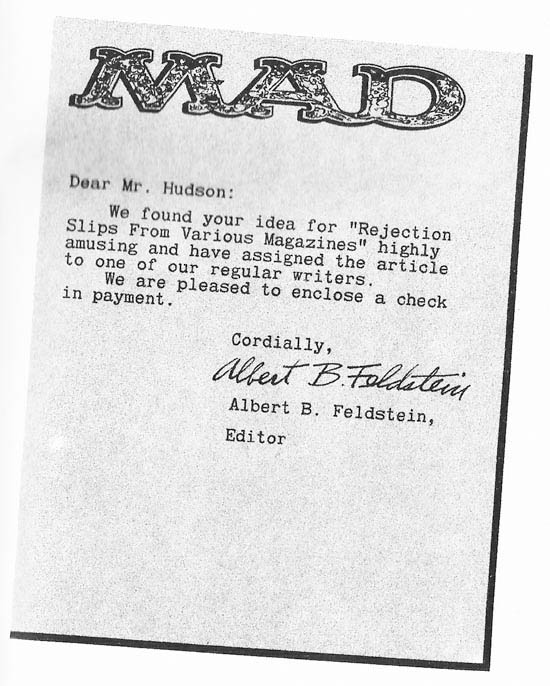 MAD
Dear Mr. Hudson:
We found your idea for "Rejection
Slips From Various Magazines" highly
amusing and have assigned the article
to one of our regular writers.
We are pleased to enclose a check
in payment.
Cordially,
Albert B. Feldstein
Albert B. Feldstein,
Editor